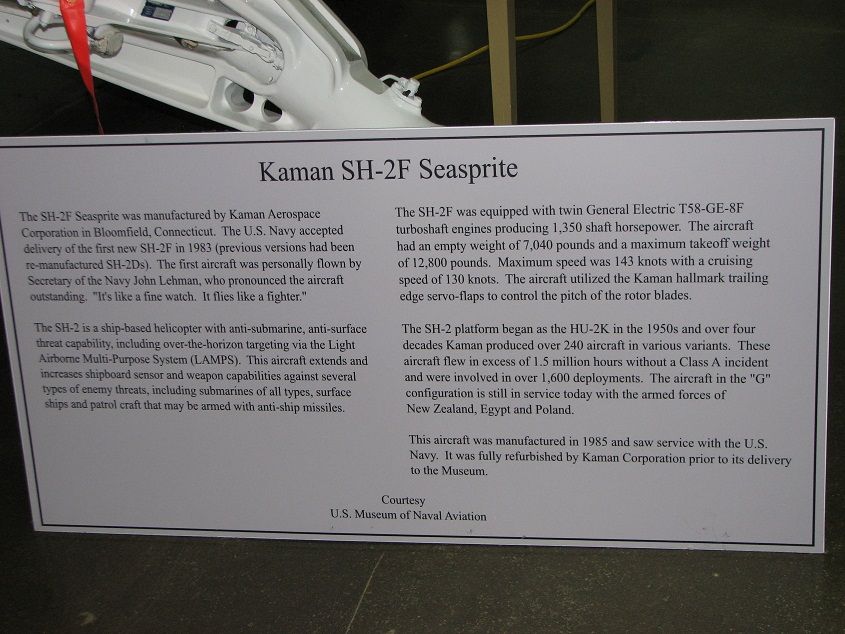 Kaman SH-2F Seasprite
The SH-2F Seasprite was manufactured by Kaman Aerospace
Corporation in Bloomfield, Connecticut. The U.S. Navy accepted
delivery of the first new SH-2F in 1983 (previous versions had been
re-manufactured SH-2Ds). The first aircraft was personally flown by
Secretary of the Navy John Lehman, who pronounced the aircraft
outstanding. "It's like a fine watch. It flies like a fighter."
The SH-2 is a ship-based helicopter with anti-submarine, anti-surface
threat capability, including over-the-horizon targeting via the Light
Airborne Multi-Purpose System (LAMPS). This aircraft extends and
increases shipboard sensor and weapon capabilities against several
types of enemy threats, including submarines of all types, surface
ships and patrol craft that may be armed with anti-ship missiles.
The SH-2F was equipped with twin General Electric T58-GE-8F
turboshaft engines producing 1,350 shaft horsepower. The aircraft
had an empty weight of 7,040 pounds and a maximum takeoff weight
of 12,800 pounds. Maximum speed was 143 knots with a cruising
speed of 130 knots. The aircraft utilized the Kaman hallmark trailing
edge servo-flaps to control the pitch of the rotor blades.
The SH-2 platform began as the HU-2K in the 1950s and over four
decades Kaman produced over 240 aircraft in various variants. These
aircraft flew in excess of 1.5 million hours without a Class A incident
and were involved in over 1,600 deployments. The aircraft in the "G"
configuration is still in service today with the armed forces of
New Zealand, Egypt and Poland.
This aircraft was manufactured in 1985 and saw service with the U.S.
Navy. It was fully refurbished by Kaman Corporation prior to its delivery
to the Museum.
Courtesy
U.S. Museum of Naval Aviation